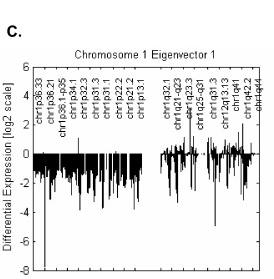 C.
Chromosome 1 Eigenvector 1
Differential Expression [log2 scale]
6
4
2
0
-2
-4
-6
-8
chr1p36.33
chr1p36.21
chr1p36.1-p35
chr1p34.1
chr1p32.3
chr1p31.3
chr1p31.1
chr1p22.2
chr1p21.2
chr1p13.1
chr1q32.1
chr1q21-q23
chr1q23.3
chr1q25-q31
chr1q31.3
chr12q13.13
chr1q41
chr1q42.2
chr1q44